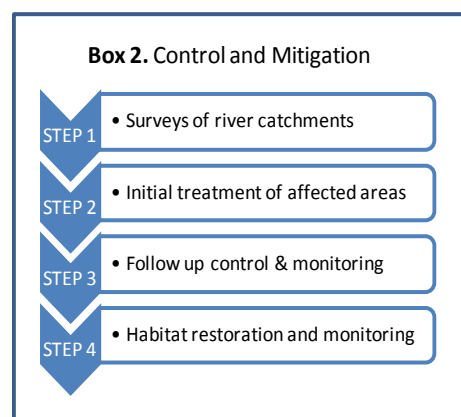 Box 2. Control and Mitigation
STEP 1
• Surveys of river catchments
STEP 2
• Initial treatment of affected areas
STEP 3
• Follow up control & monitoring
STEP 4
• Habitat restoration and monitoring